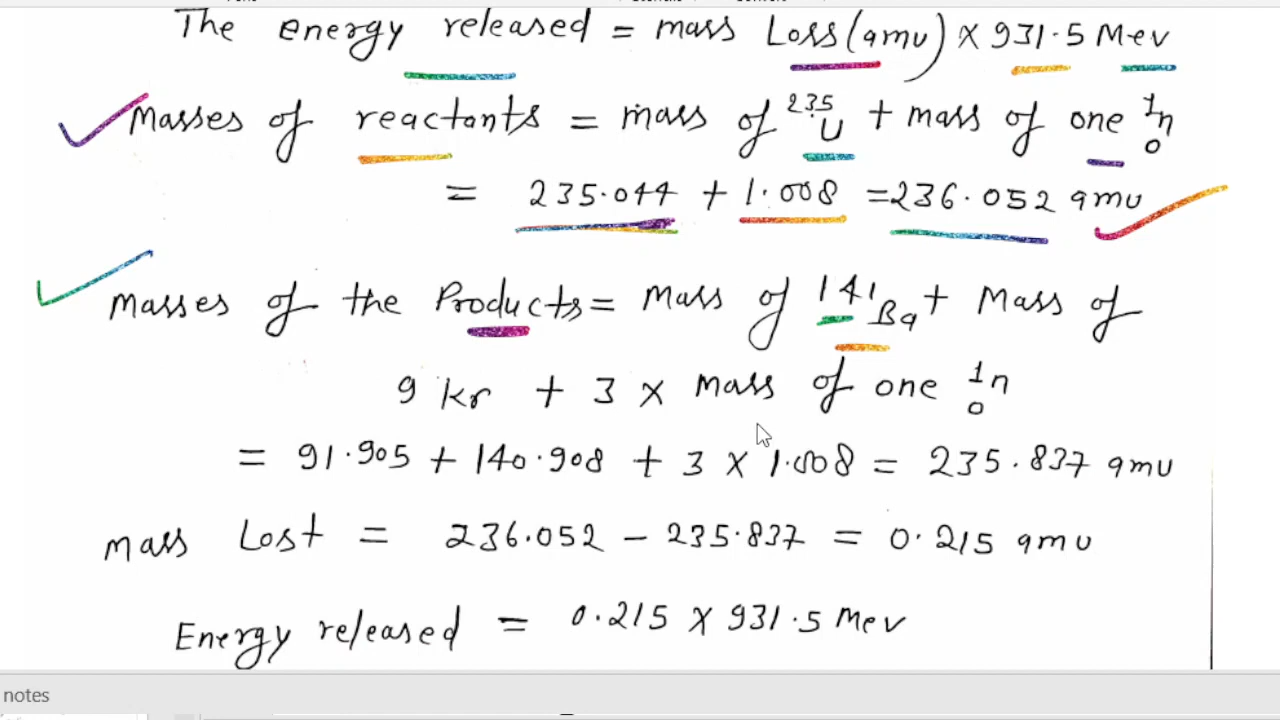 The energy released = mass Loss (amu) X 931.5 Mev
Masses of reactants = mass of 235 U + mass of one 1 0 n
= 235.044 + 1.008 = 236.052 amu
Masses of the Products = Mass of 141 Ba + Mass of
9 kr + 3 x mass of one 1 0 n
= 91.905 + 140.908 + 3 X 1.008 = 235.837 amu
mass Lost = 236.052 - 235.837 = 0.215 amu
Energy released = 0.215 X 931.5 Mev
notes